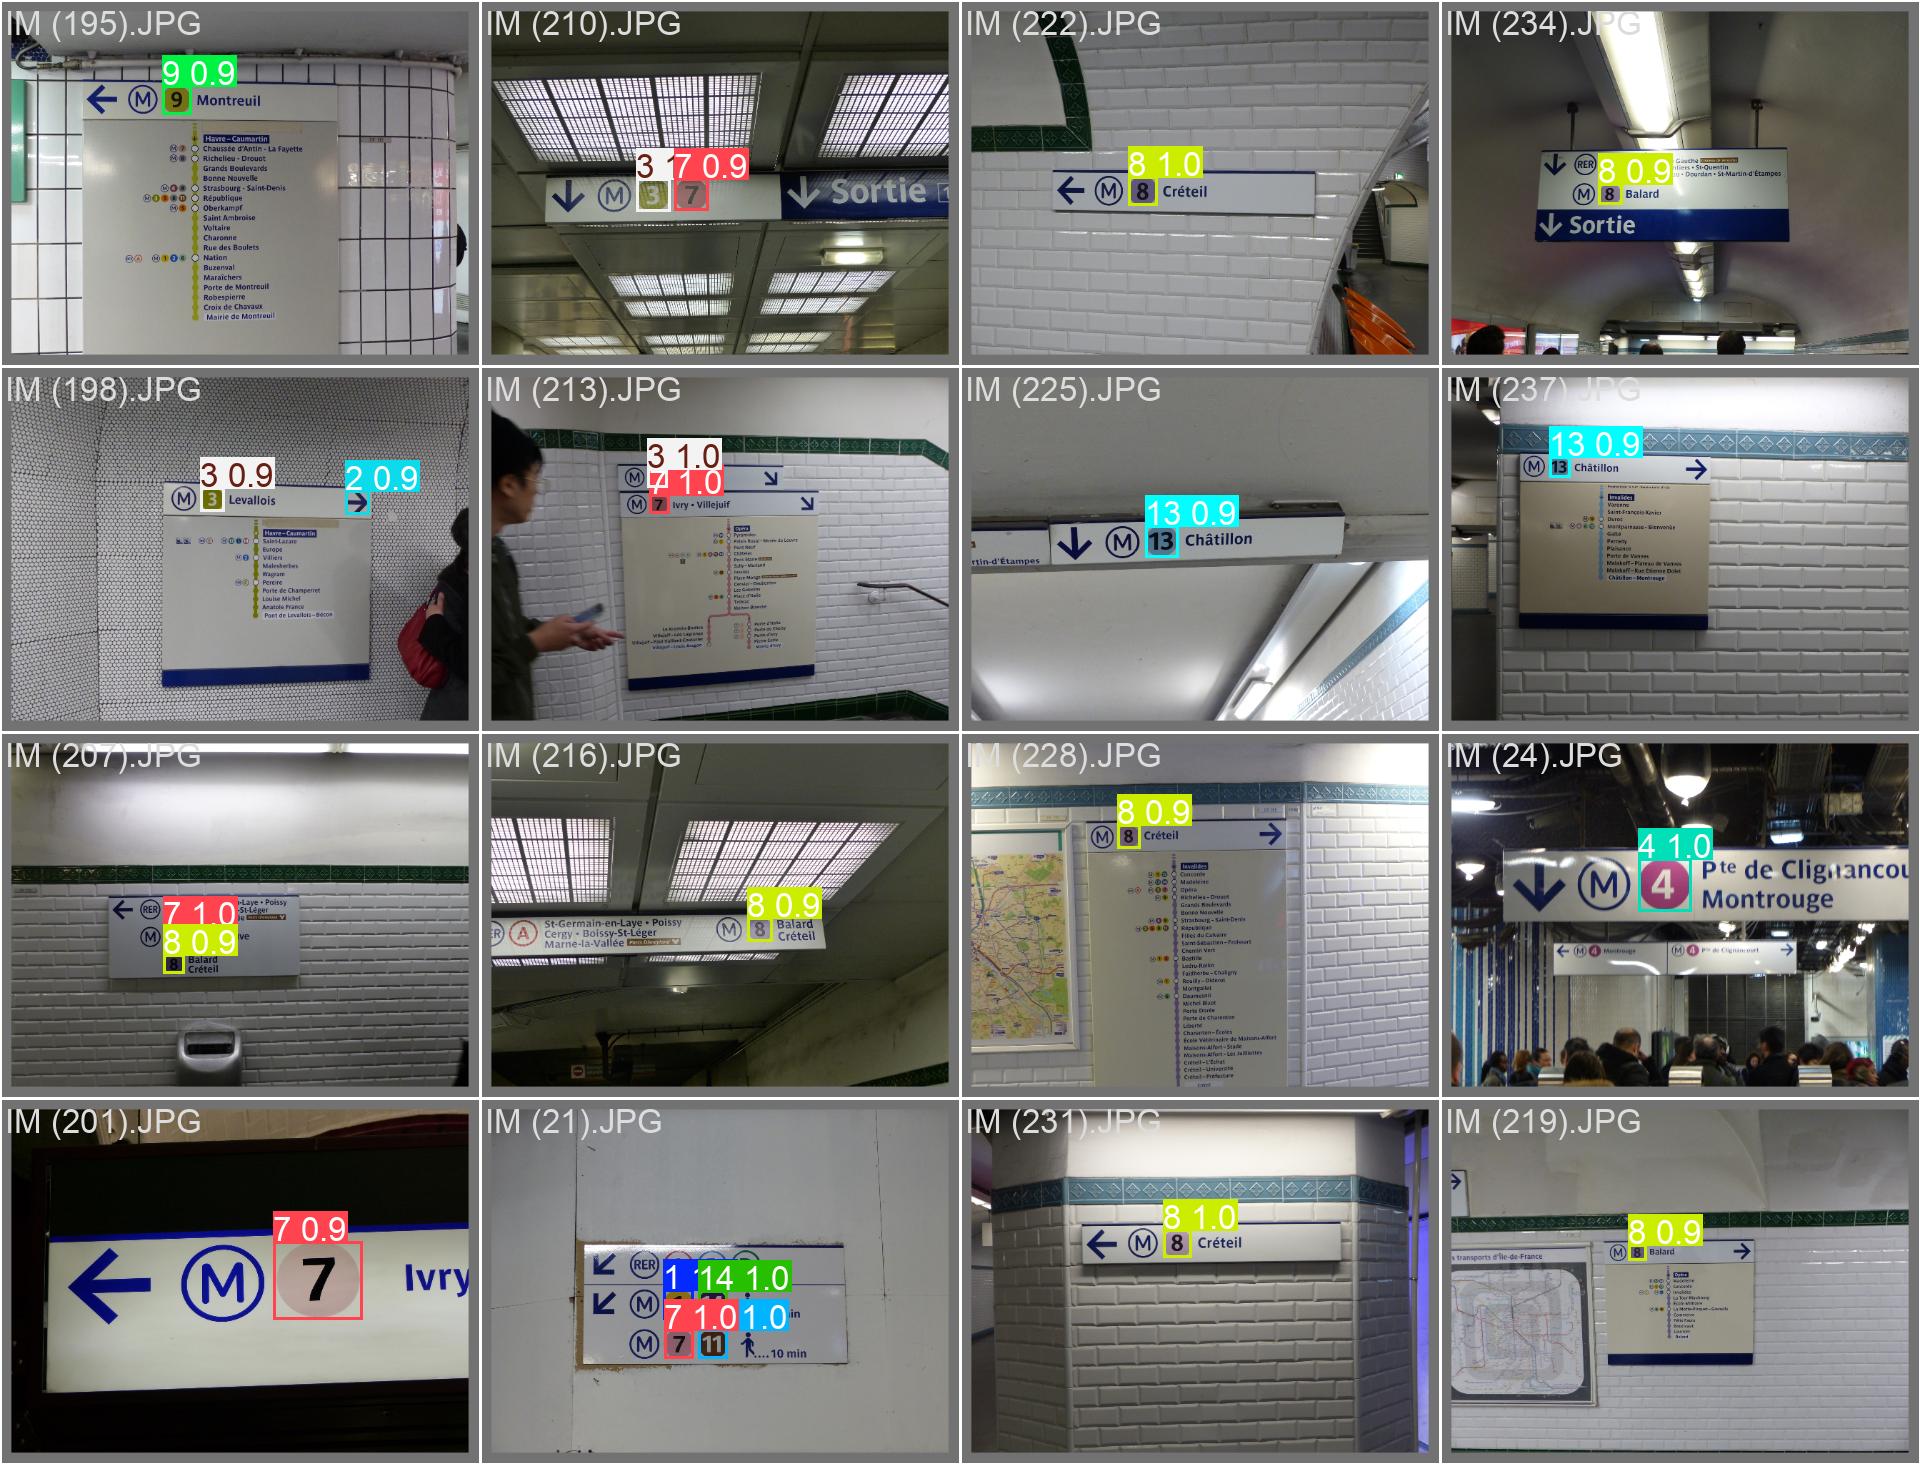 IM (195).JPG
9 0.9
M 9 Montreuil
Havre - Caumartin
Chaussée d'Antin - La Fayette
Richelieu - Drouot
Grands Boulevards
Bonne Nouvelle
Strasbourg - Saint-Denis
République
Oberkampf
Saint Ambroise
Voltaire
Charonne
Rue des Boulets
Nation
Buzenval
Maraîchers
Porte de Montreuil
Robespierre
Croix de Chavaux
Mairie de Montreuil
IM (210).JPG
3 7 0.9
M 3 7 Sortie
IM (222).JPG
8 1.0
M 8 Créteil
IM (234).JPG
8 0.9
RER
St-Quentin
Dourdan • St-Martin-d'Étampes
M 8 Balard
Sortie
IM (198).JPG
3 0.9
2 0.9
M 3 Levallois
Havre - Caumartin
Saint-Lazare
Europe
Villiers
Malesherbes
Wagram
Pereire
Porte de Champerret
Louise Michel
Anatole France
Pont de Levallois - Bécon
IM (213).JPG
3 1.0
7 1.0
M
M 7 Ivry • Villejuif
Opéra
Pyramides
Pont Neuf
Châtelet
IM (225).JPG
13 0.9
M 13 Châtillon
rtin-d'Étampes
IM (237).JPG
13 0.9
M 13 Châtillon
Invalides
Varenne
Saint-François-Xavier
Duroc
Montparnasse - Bienvenüe
Gaîté
Pernety
Plaisance
Porte de Vanves
Malakoff - Plateau de Vanves
Malakoff - Rue Étienne Dolet
Châtillon - Montrouge
IM (207).JPG
7 1.0
8 0.9
RER
-Laye • Poissy
St-Léger
M
8 Balard
Créteil
IM (216).JPG
8 0.9
A St-Germain-en-Laye • Poissy
Cergy • Boissy-St-Léger
Marne-la-Vallée
M 8 Balard
Créteil
IM (228).JPG
8 0.9
M 8 Créteil
Invalides
Concorde
Madeleine
Opéra
Richelieu - Drouot
Grands Boulevards
Bonne Nouvelle
Strasbourg - Saint-Denis
République
Filles du Calvaire
Saint-Sébastien - Froissart
Chemin Vert
Bastille
Ledru-Rollin
Faidherbe - Chaligny
Reuilly - Diderot
Montgallet
Daumesnil
Michel Bizot
Porte Dorée
Porte de Charenton
Liberté
Charenton - Écoles
École Vétérinaire de Maisons-Alfort
Maisons-Alfort - Stade
Maisons-Alfort - Les Juilliottes
Créteil - L'Échat
Créteil - Université
Créteil - Préfecture
IM (24).JPG
4 1.0
M 4 Pte de Clignancou
Montrouge
M 4 Montrouge
M 4 Pte de Clignancourt
IM (201).JPG
7 0.9
M 7 Ivry
IM (21).JPG
RER
1 14 1.0
M
7 1.0 1.0
M 7 11 ....10 min
IM (231).JPG
8 1.0
M 8 Créteil
IM (219).JPG
8 0.9
s transports d'Île-de-France
M 8 Balard
Opéra
Madeleine
Concorde
Invalides
Balard